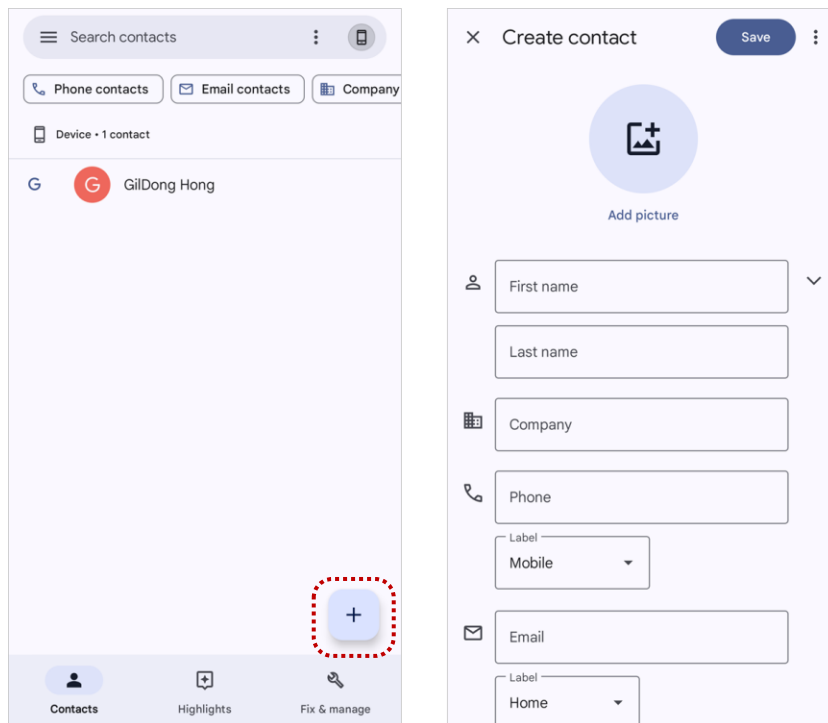 Search contacts
Phone contacts Email contacts Company
Device • 1 contact
G G GilDong Hong
+
Contacts Highlights Fix & manage
Create contact Save
Add picture
First name
Last name
Company
Phone
Label
Mobile
Email
Label
Home